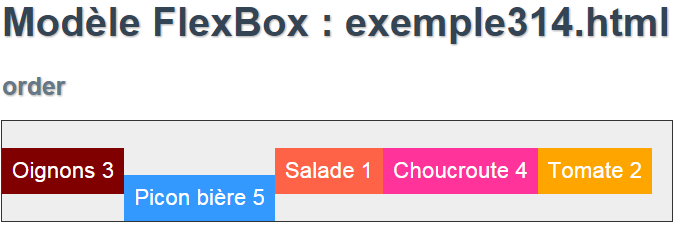 Modèle FlexBox : exemple314.html
order
Oignons 3
Picon bière 5
Salade 1
Choucroute 4
Tomate 2